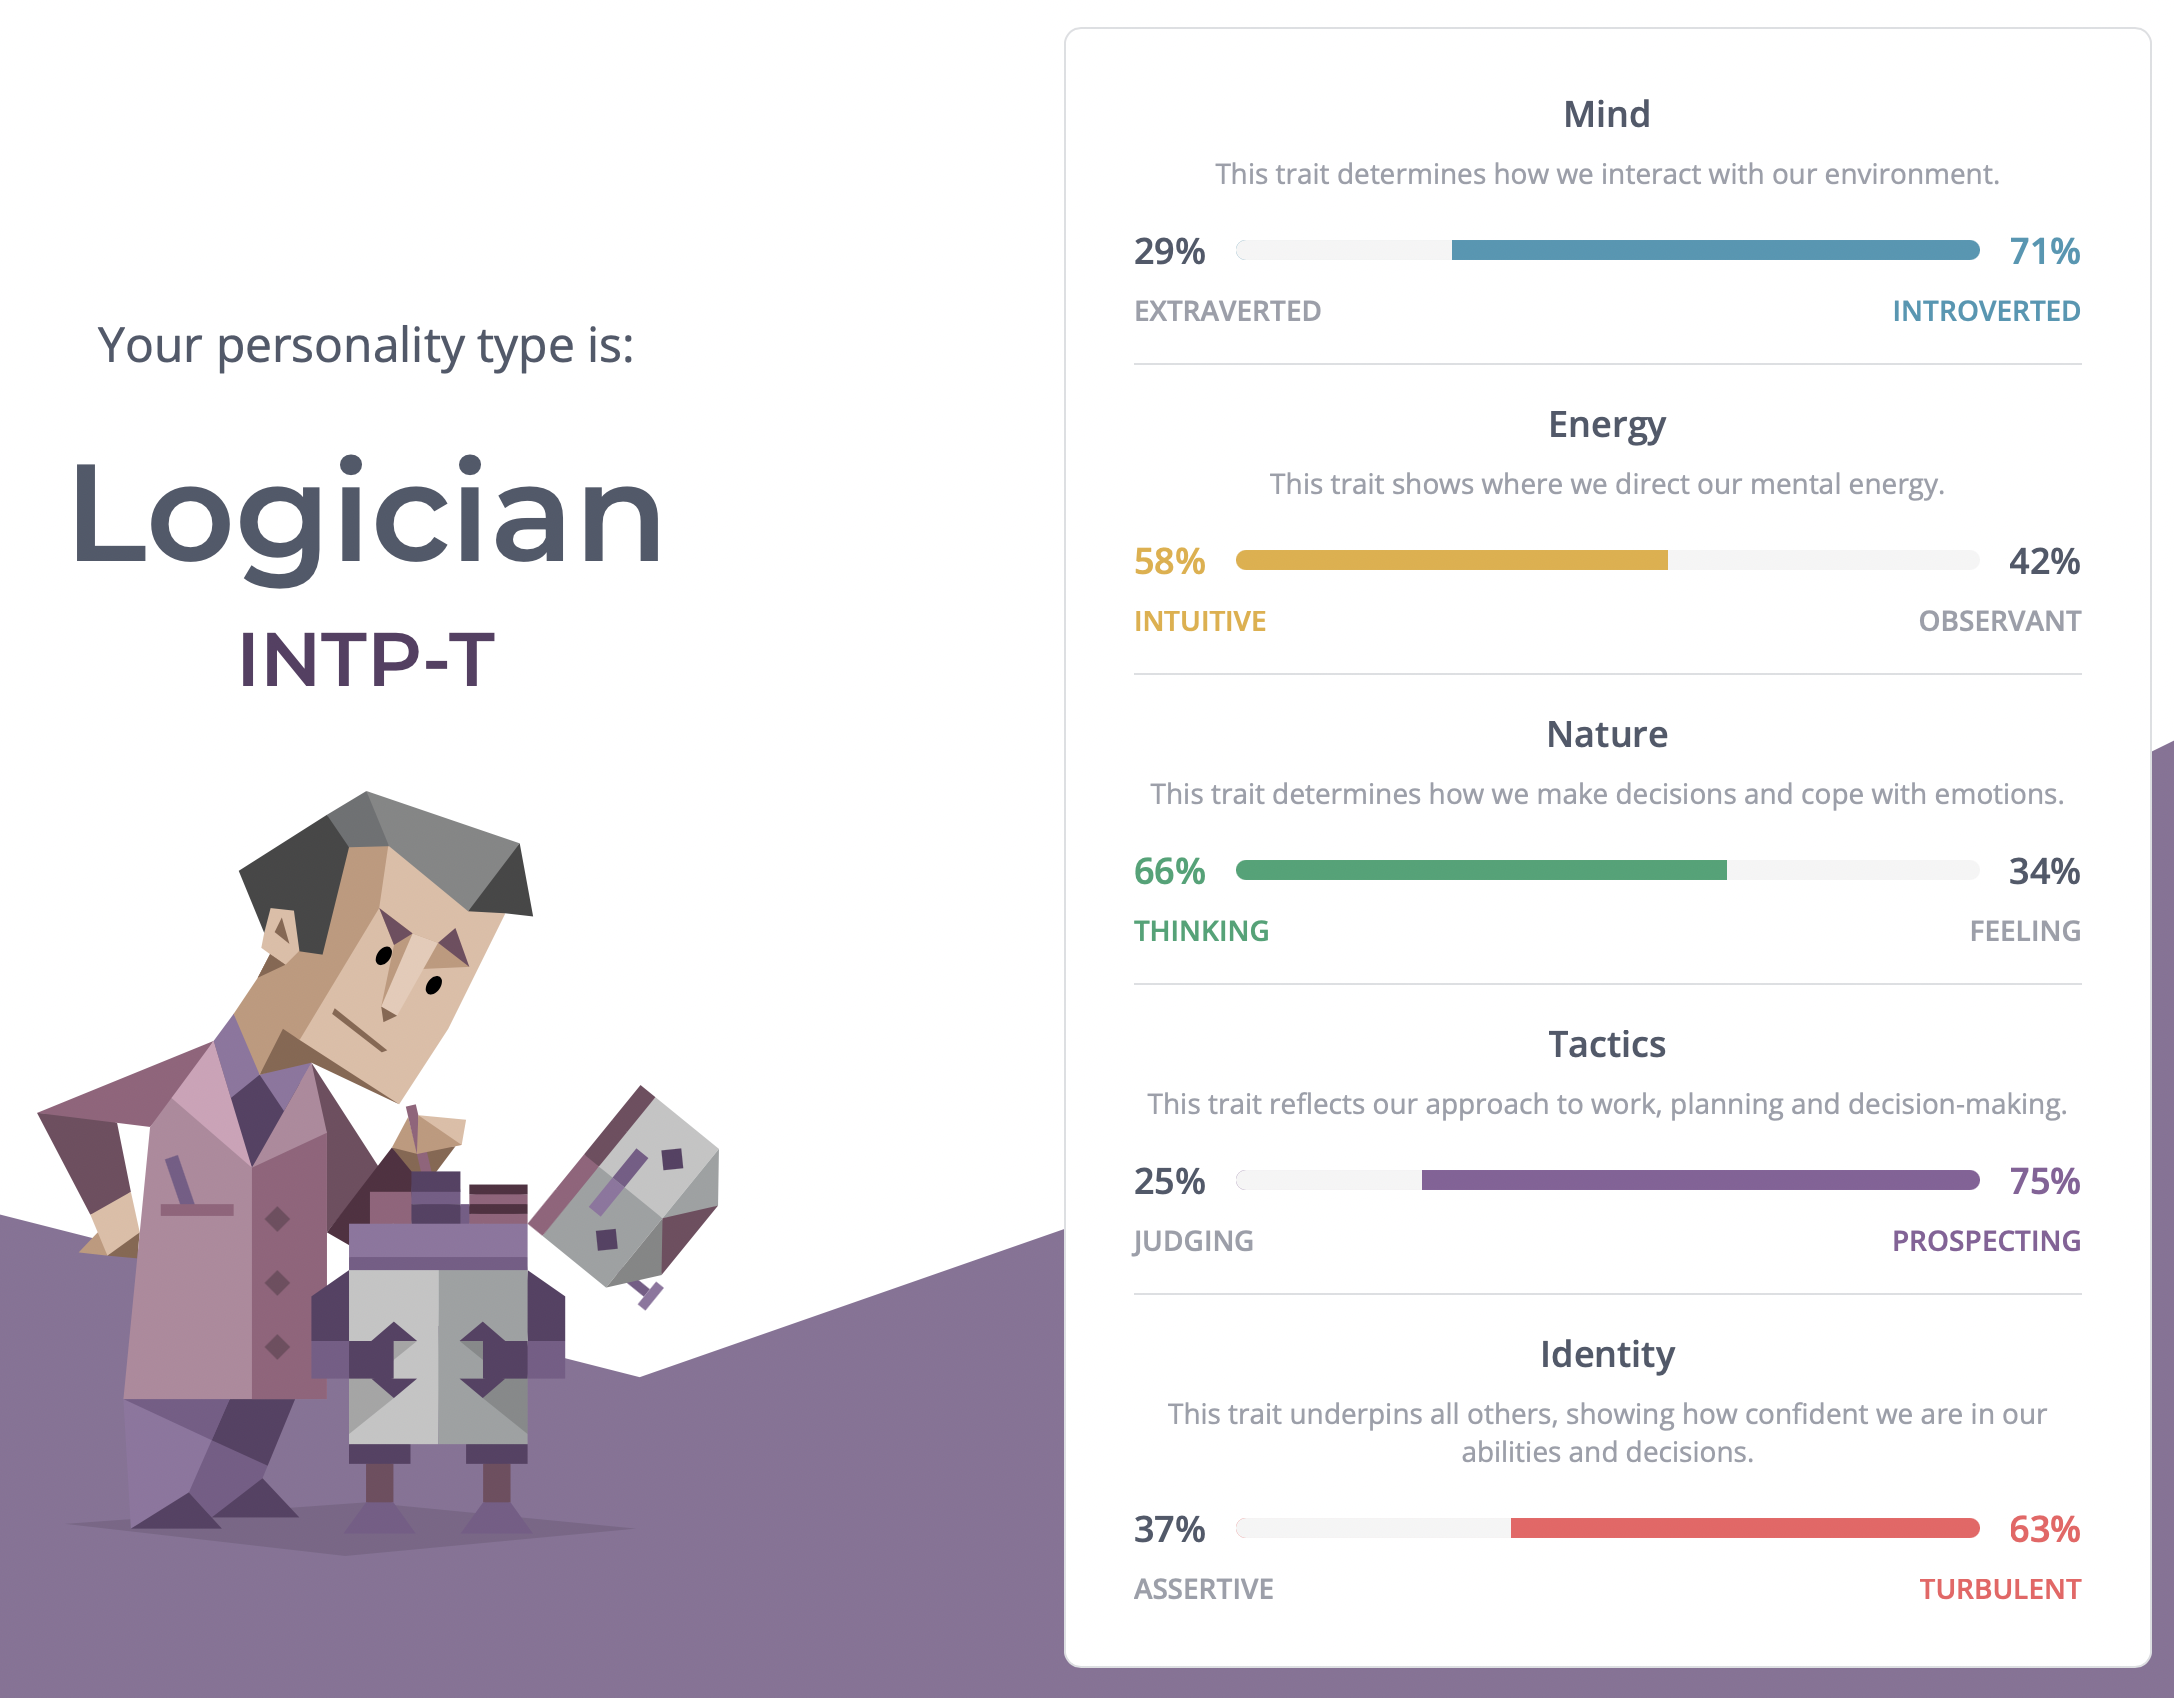 Your personality type is:
Logician
INTP-T
Mind
This trait determines how we interact with our environment.
29% 71%
EXTRAVERTED INTROVERTED
Energy
This trait shows where we direct our mental energy.
58% 42%
INTUITIVE OBSERVANT
Nature
This trait determines how we make decisions and cope with emotions.
66% 34%
THINKING FEELING
Tactics
This trait reflects our approach to work, planning and decision-making.
25% 75%
JUDGING PROSPECTING
Identity
This trait underpins all others, showing how confident we are in our
abilities and decisions.
37% 63%
ASSERTIVE TURBULENT